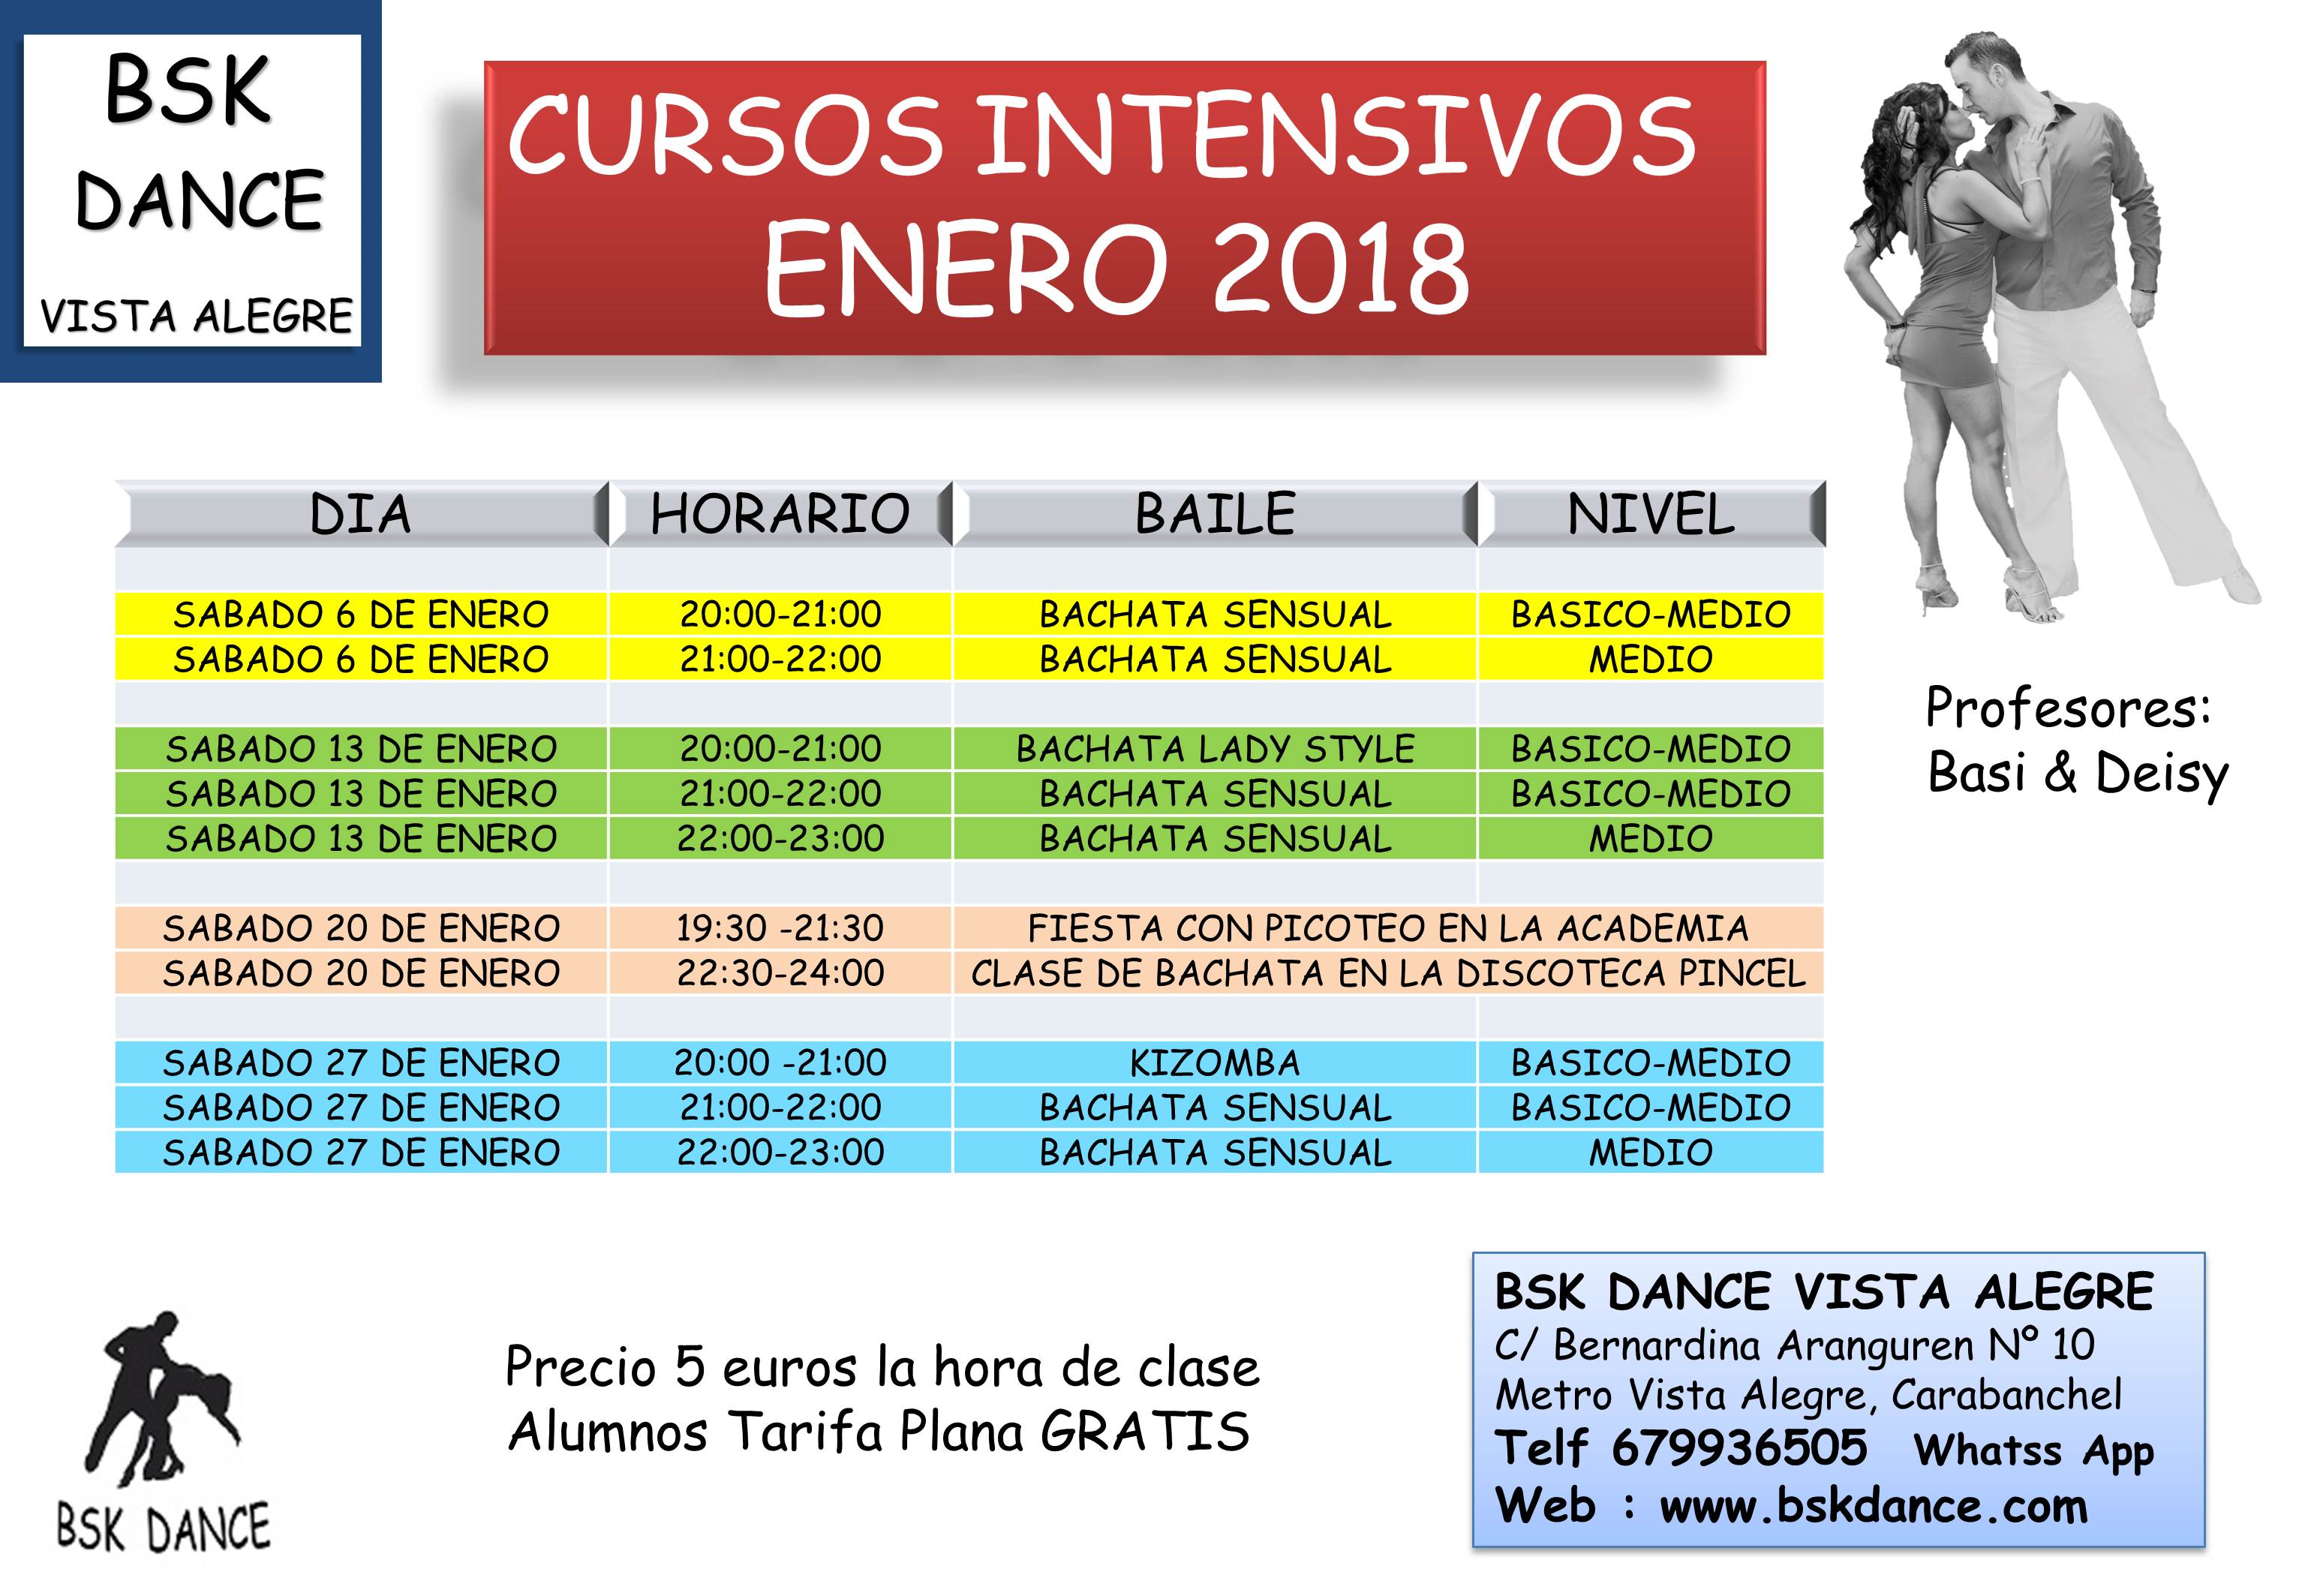 BSK
DANCE
VISTA ALEGRE
CURSOS INTENSIVOS
ENERO 2018
DIA HORARIO BAILE NIVEL
SABADO 6 DE ENERO 20:00-21:00 BACHATA SENSUAL BASICO-MEDIO
SABADO 6 DE ENERO 21:00-22:00 BACHATA SENSUAL MEDIO
SABADO 13 DE ENERO 20:00-21:00 BACHATA LADY STYLE BASICO-MEDIO
SABADO 13 DE ENERO 21:00-22:00 BACHATA SENSUAL BASICO-MEDIO
SABADO 13 DE ENERO 22:00-23:00 BACHATA SENSUAL MEDIO
SABADO 20 DE ENERO 19:30 -21:30 FIESTA CON PICOTEO EN LA ACADEMIA
SABADO 20 DE ENERO 22:30-24:00 CLASE DE BACHATA EN LA DISCOTECA PINCEL
SABADO 27 DE ENERO 20:00 -21:00 KIZOMBA BASICO-MEDIO
SABADO 27 DE ENERO 21:00-22:00 BACHATA SENSUAL BASICO-MEDIO
SABADO 27 DE ENERO 22:00-23:00 BACHATA SENSUAL MEDIO
Profesores:
Basi & Deisy
BSK DANCE
Precio 5 euros la hora de clase
Alumnos Tarifa Plana GRATIS
BSK DANCE VISTA ALEGRE
C/ Bernardina Aranguren Nº 10
Metro Vista Alegre, Carabanchel
Telf 679936505 Whatss App
Web : www.bskdance.com